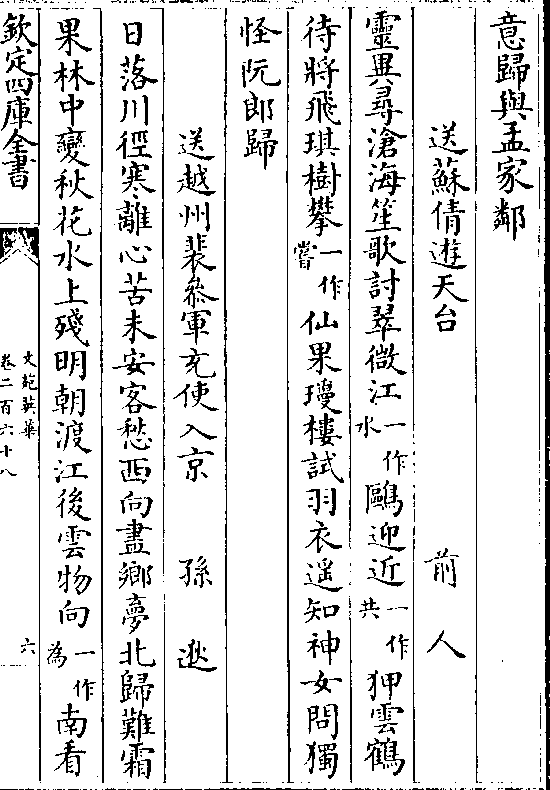 意歸與孟家鄰
送蘇倩遊天台　前人
靈異尋滄海笙歌討翠微江一作水鷗迎近一作共狎雲鶴
待將飛琪樹攀一作嘗仙果瓊樓試羽衣遥知神女問獨
怪阮郎歸
送越州裴參軍充使入京　孫逖
日落川徑寒離心苦未安客愁西向盡鄉夢北歸難霜
果林中變秋花水上殘明朝渡江後雲物向一作為南看
欽定四庫全書
文苑英華
卷二百六十八
六